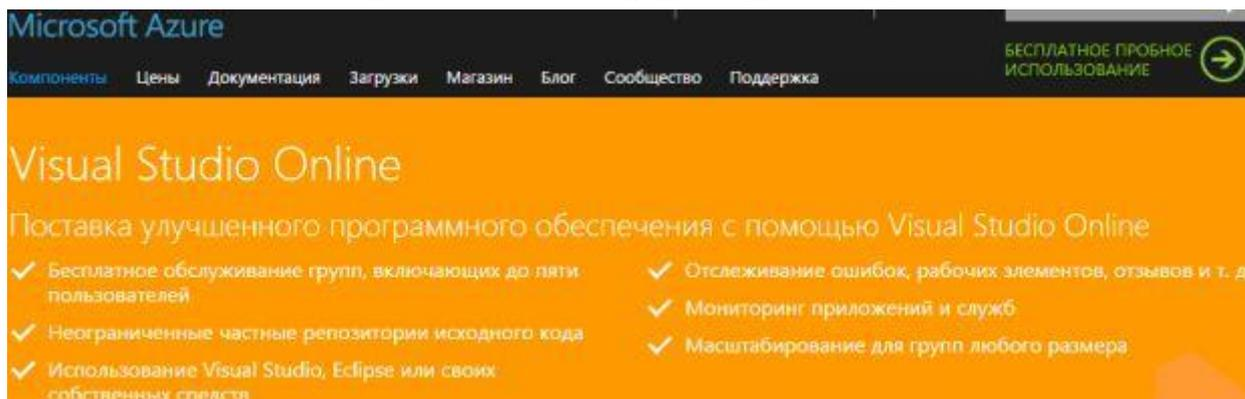 Microsoft Azure
БЕСПЛАТНОЕ ПРОБНОЕ
ИСПОЛЬЗОВАНИЕ
Компоненты Цены Документация Загрузки Магазин Блог Сообщество Поддержка
Visual Studio Online
Поставка улучшенного программного обеспечения с помощью Visual Studio Online
Бесплатное обслуживание групп, включающих до пяти
пользователей
Неограниченные частные репозитории исходного кода
Использование Visual Studio, Eclipse или своих
собственных средств
Отслеживание ошибок, рабочих элементов, отзывов и т. д
Мониторинг приложений и служб
Масштабирование для групп любого размера